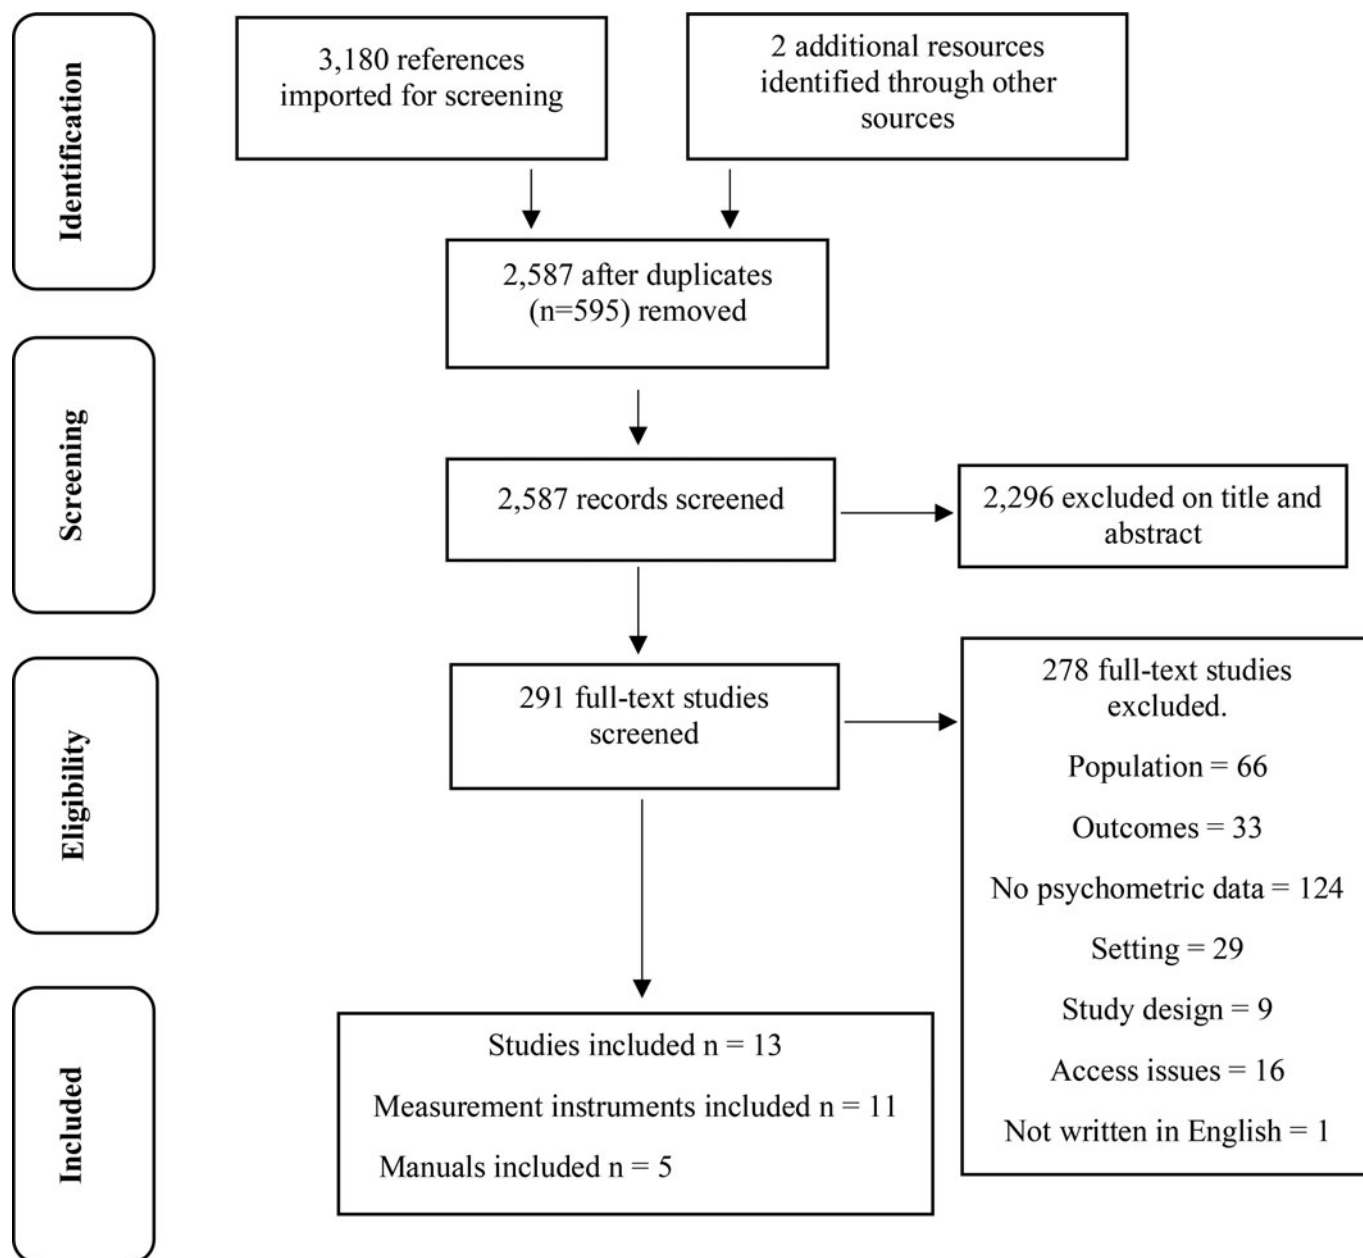 Identification
3,180 references
imported for screening
2 additional resources
identified through other
sources
2,587 after duplicates
(n=595) removed
Screening
2,587 records screened
2,296 excluded on title and
abstract
Eligibility
291 full-text studies
screened
278 full-text studies
excluded.
Population = 66
Outcomes = 33
No psychometric data = 124
Setting = 29
Study design = 9
Access issues = 16
Not written in English = 1
Included
Studies included n = 13
Measurement instruments included n = 11
Manuals included n = 5